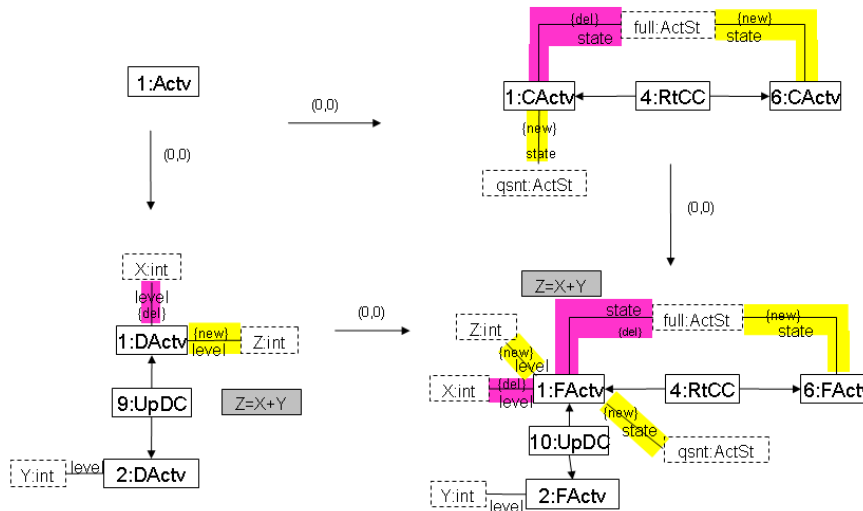 1:Actv
(0,0)
(0,0)
{del}
state
full:ActSt
{new}
state
1:CActv
4:RtCC
6:CActv
{new}
state
qsnt:ActSt
(0,0)
X:int
level
{del}
1:DActv
{new}
level
Z:int
9:UpDC
Z=X+Y
Y:int
level
2:DActv
(0,0)
Z=X+Y
state
{del}
full:ActSt
{new}
state
Z:int
{new}
level
X:int
{del}
level
1:FActv
4:RtCC
6:FActv
{new}
state
qsnt:ActSt
10:UpDC
Y:int
level
2:FActv